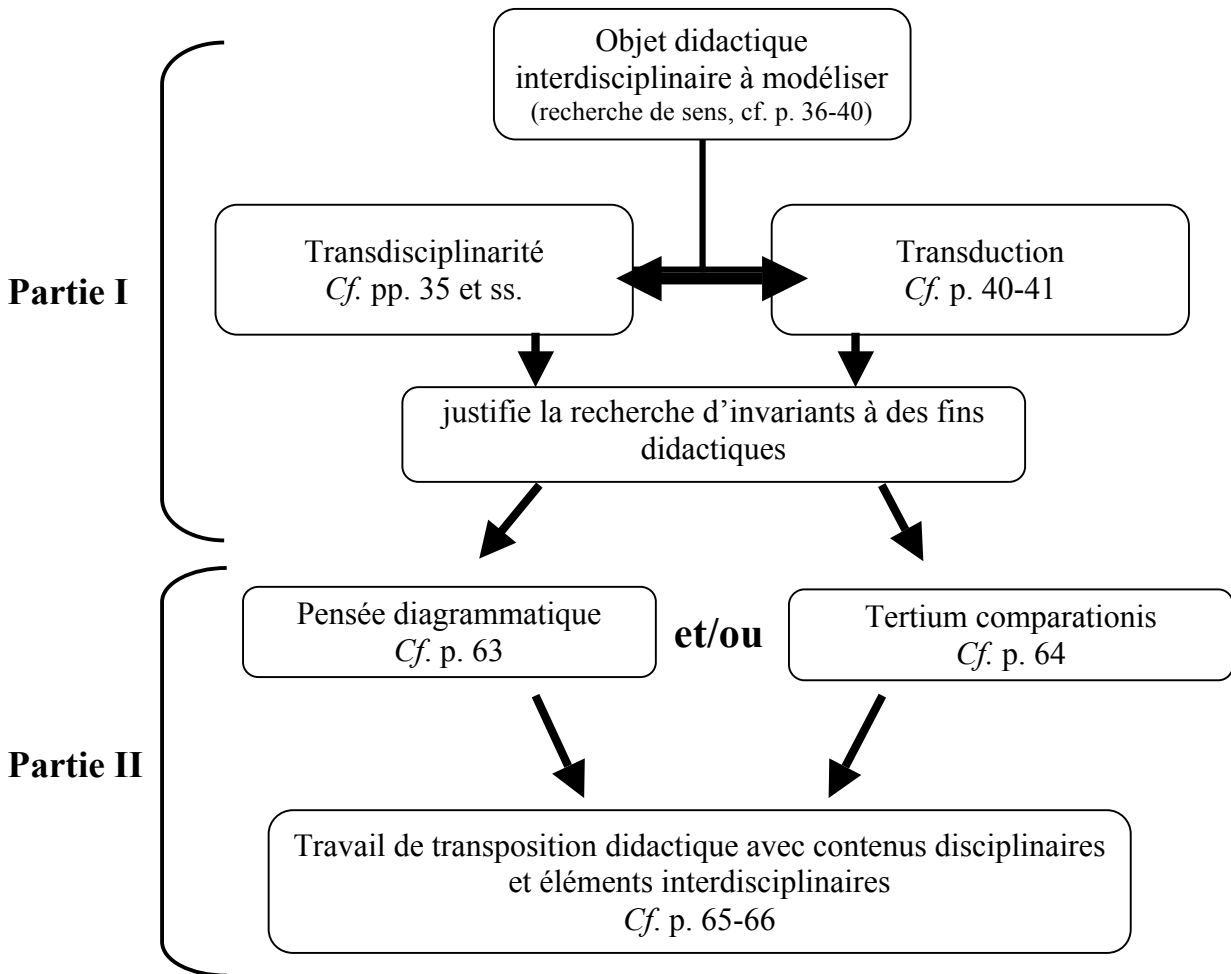 Objet didactique
interdisciplinaire à modéliser
(recherche de sens, cf. p. 36-40)
Partie I
Transdisciplinarité
Cf. pp. 35 et ss.
Transduction
Cf. p. 40-41
justifie la recherche d’invariants à des fins
didactiques
Pensée diagrammatique
Cf. p. 63
et/ou
Tertium comparationis
Cf. p. 64
Partie II
Travail de transposition didactique avec contenus disciplinaires
et éléments interdisciplinaires
Cf. p. 65-66